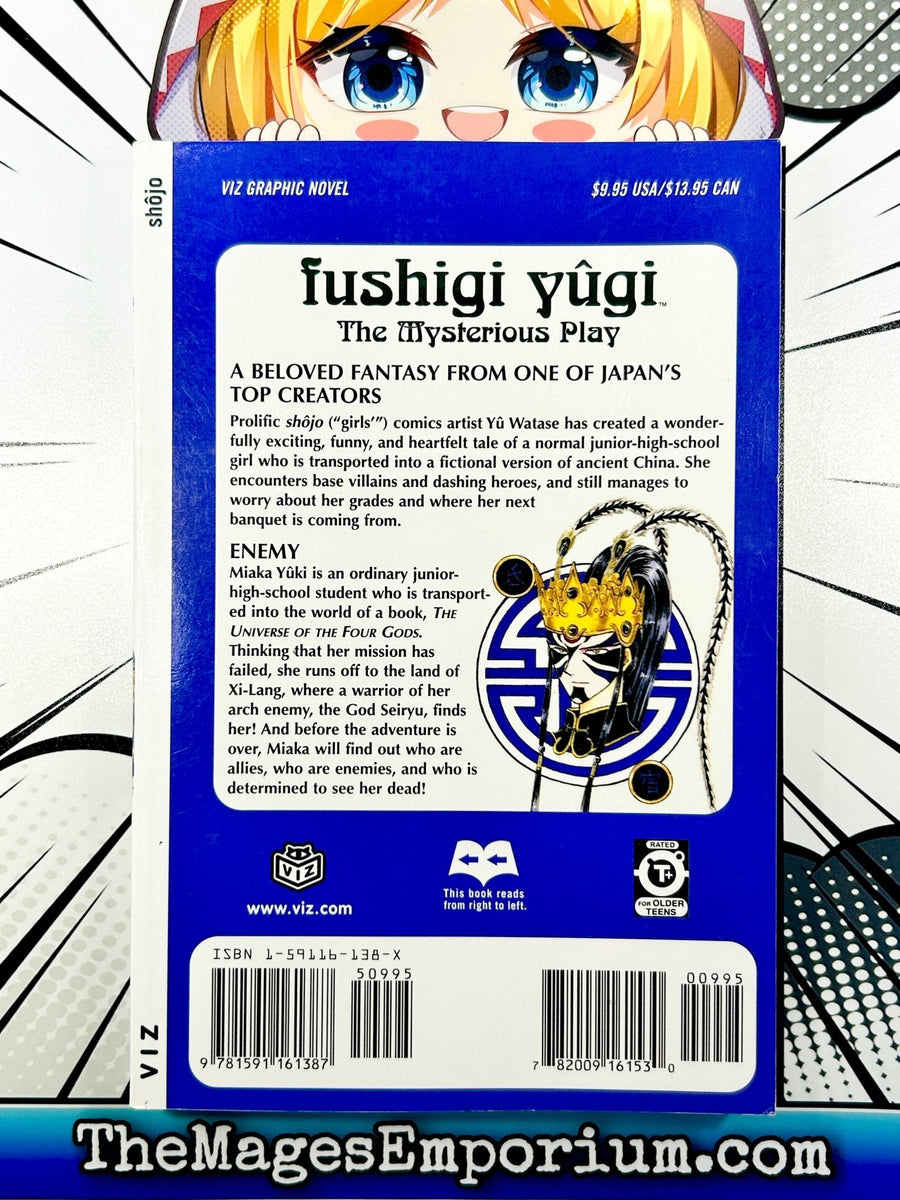 shôjo
VIZ GRAPHIC NOVEL
$9.95 USA/$13.95 CAN
fushigi yûgi™
The Mysterious Play
A BELOVED FANTASY FROM ONE OF JAPAN'S
TOP CREATORS
Prolific shôjo ("girls'") comics artist Yû Watase has created a wonder-
fully exciting, funny, and heartfelt tale of a normal junior-high-school
girl who is transported into a fictional version of ancient China. She
encounters base villains and dashing heroes, and still manages to
worry about her grades and where her next
banquet is coming from.
ENEMY
Miaka Yûki is an ordinary junior-
high-school student who is transport-
ed into the world of a book, THE
UNIVERSE OF THE FOUR GODS.
Thinking that her mission has
failed, she runs off to the land of
Xi-Lang, where a warrior of her
arch enemy, the God Seiryu, finds
her! And before the adventure is
over, Miaka will find out who are
allies, who are enemies, and who is
determined to see her dead!
VIZ
www.viz.com
This book reads
from right to left.
RATED
T+
FOR OLDER
TEENS
ISBN 1-59116-138-X
50995
9 781591 161387
00995
7 82009 16153 0
VIZ
TheMagesEmporium.com